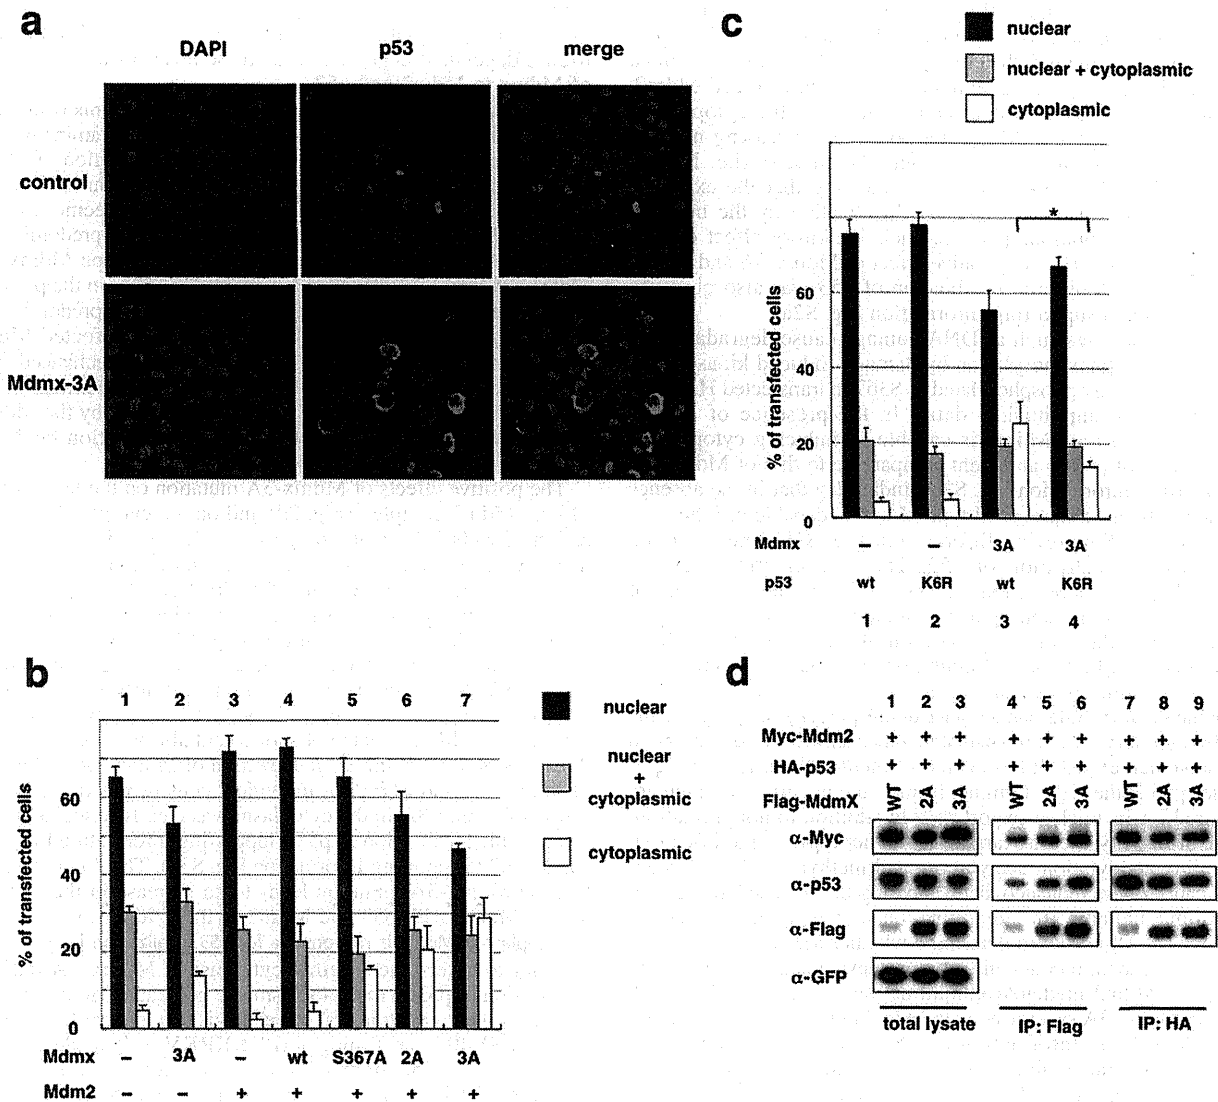 a
DAPI p53 merge
control
Mdmx-3A
c
nuclear
nuclear + cytoplasmic
cytoplasmic
*
% of transfected cells
60
40
20
0
Mdmx – – 3A 3A
p53 wt K6R wt K6R
1 2 3 4
b
1 2 3 4 5 6 7
nuclear
nuclear
+
cytoplasmic
cytoplasmic
% of transfected cells
60
40
20
0
Mdmx – 3A – wt S367A 2A 3A
Mdm2 – – + + + + +
d
1 2 3 4 5 6 7 8 9
Myc-Mdm2 + + + + + + + + +
HA-p53 + + + + + + + + +
Flag-MdmX WT 2A 3A WT 2A 3A WT 2A 3A
α-Myc
α-p53
α-Flag
α-GFP
total lysate IP: Flag IP: HA